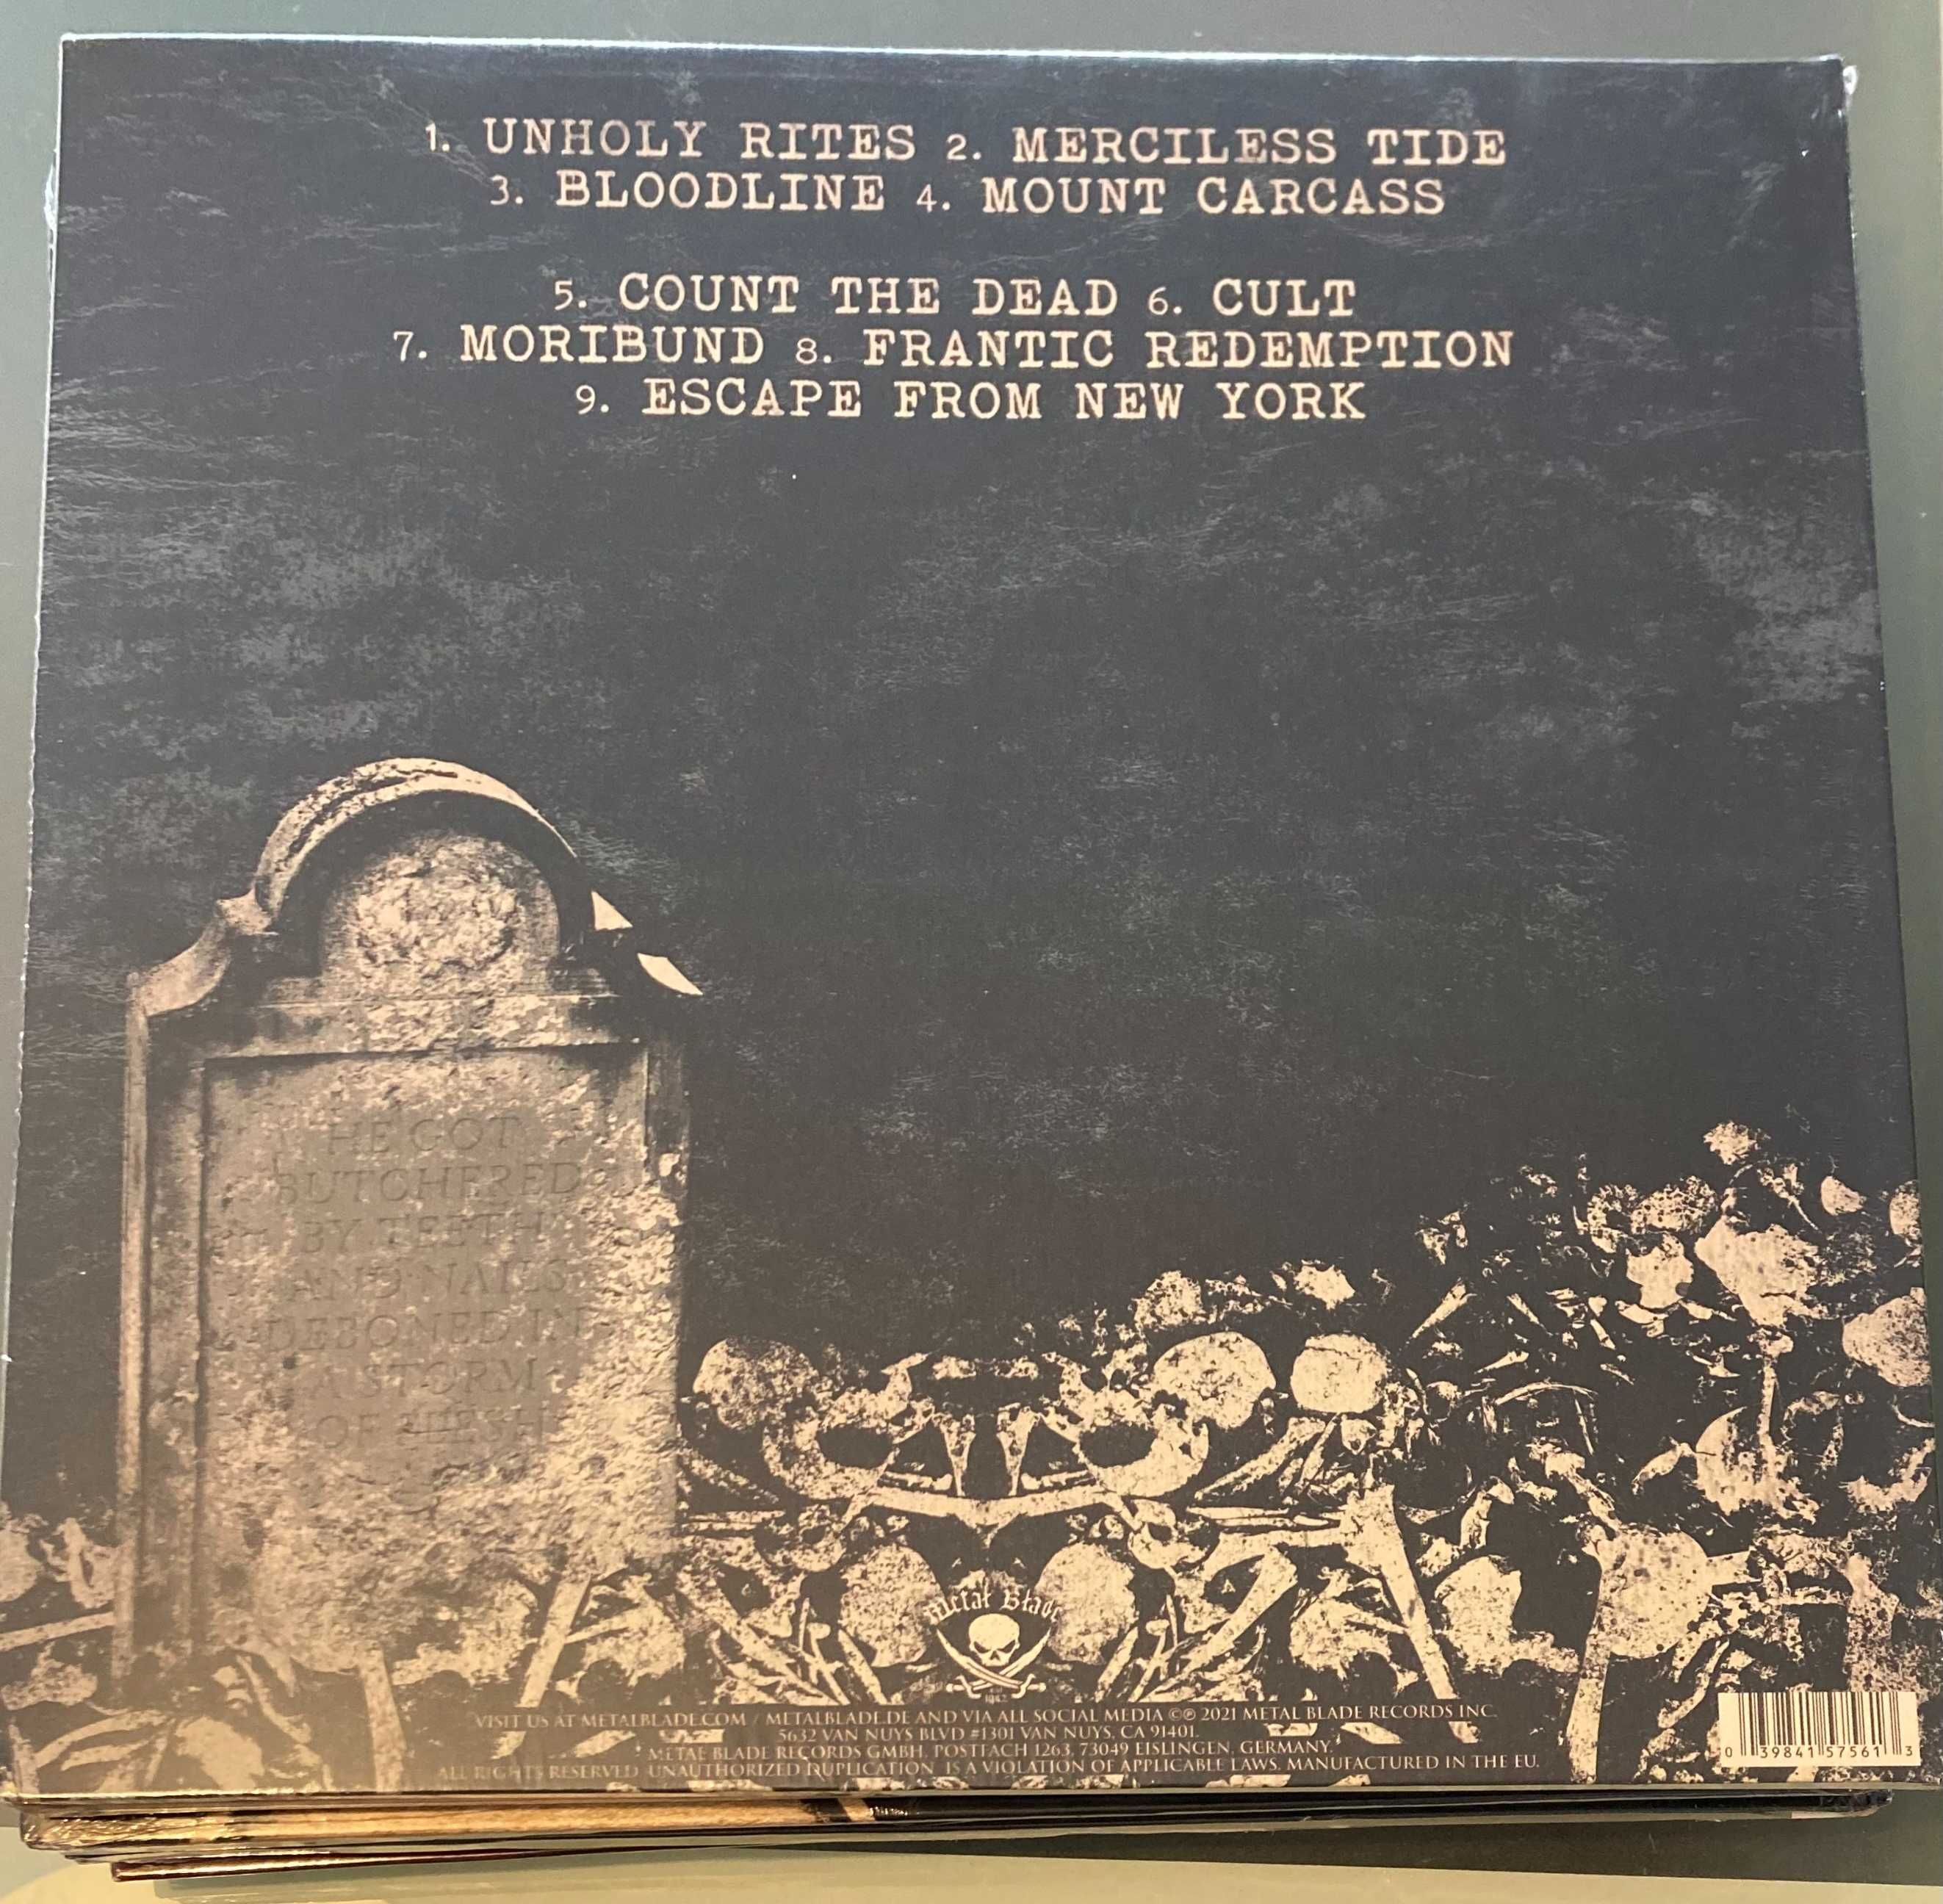 1. UNHOLY RITES 2. MERCILESS TIDE
3. BLOODLINE 4. MOUNT CARCASS
5. COUNT THE DEAD 6. CULT
7. MORIBUND 8. FRANTIC REDEMPTION
9. ESCAPE FROM NEW YORK
HE GOT
BUTCHERED
BY TEETH
AND NAILS
DEBONED IN
A STORM
OF FLESH
Metal Blade
1982
VISIT US AT METALBLADE.COM / METALBLADE.DE AND VIA ALL SOCIAL MEDIA ©℗ 2021 METAL BLADE RECORDS INC.
5632 VAN NUYS BLVD #1301 VAN NUYS, CA 91401.
METAL BLADE RECORDS GMBH, POSTFACH 1263, 73049 EISLINGEN, GERMANY.
ALL RIGHTS RESERVED. UNAUTHORIZED DUPLICATION IS A VIOLATION OF APPLICABLE LAWS. MANUFACTURED IN THE EU.
0 39841 57561 3